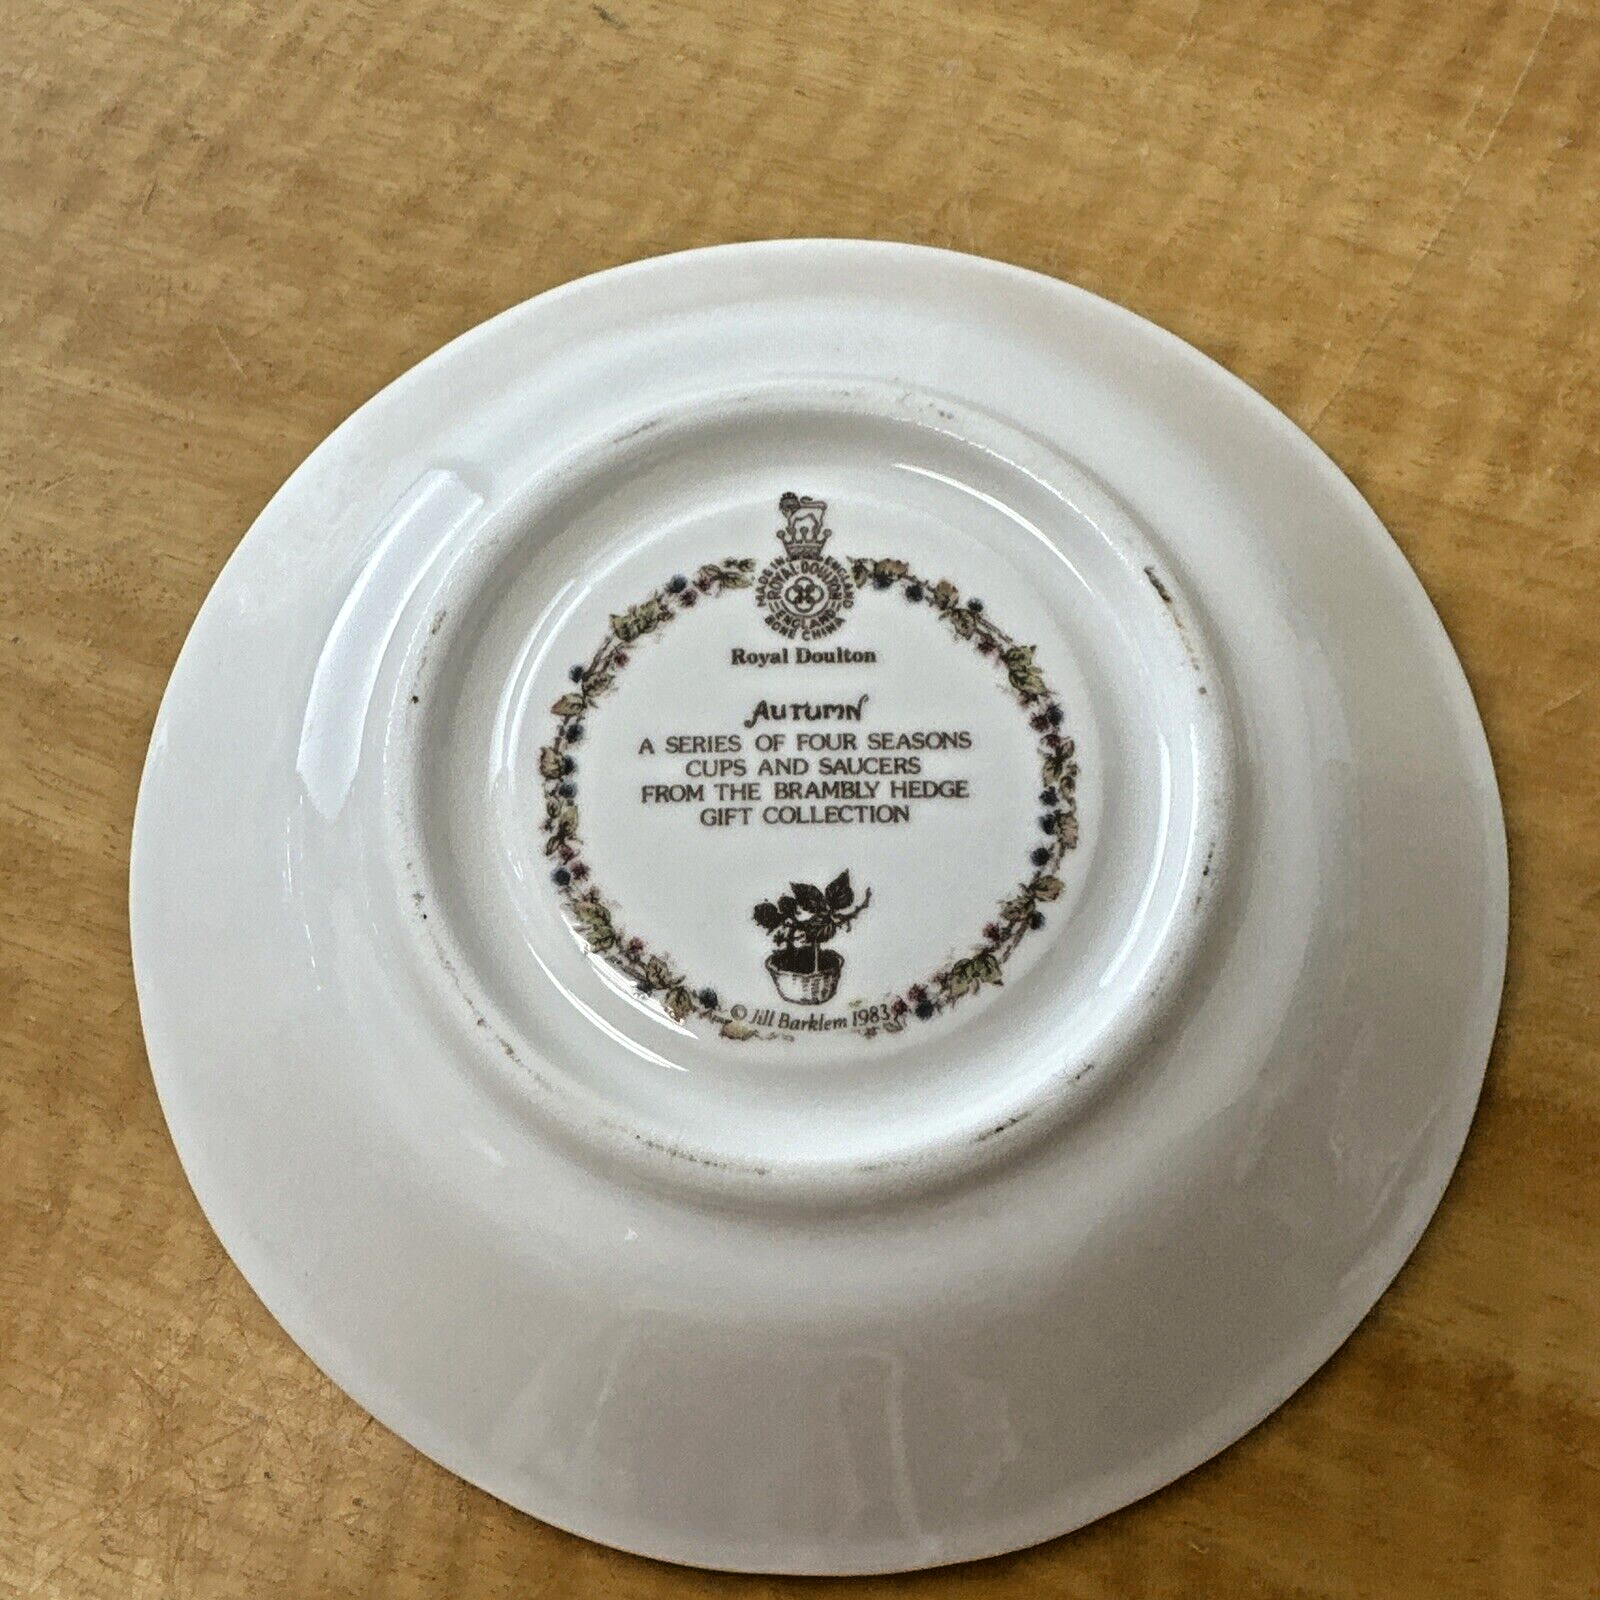 MADE IN ENGLAND
ROYAL DOULTON
ENGLAND
BONE CHINA
Royal Doulton
AUTUMN
A SERIES OF FOUR SEASONS
CUPS AND SAUCERS
FROM THE BRAMBLY HEDGE
GIFT COLLECTION
© Jill Barklem 1983